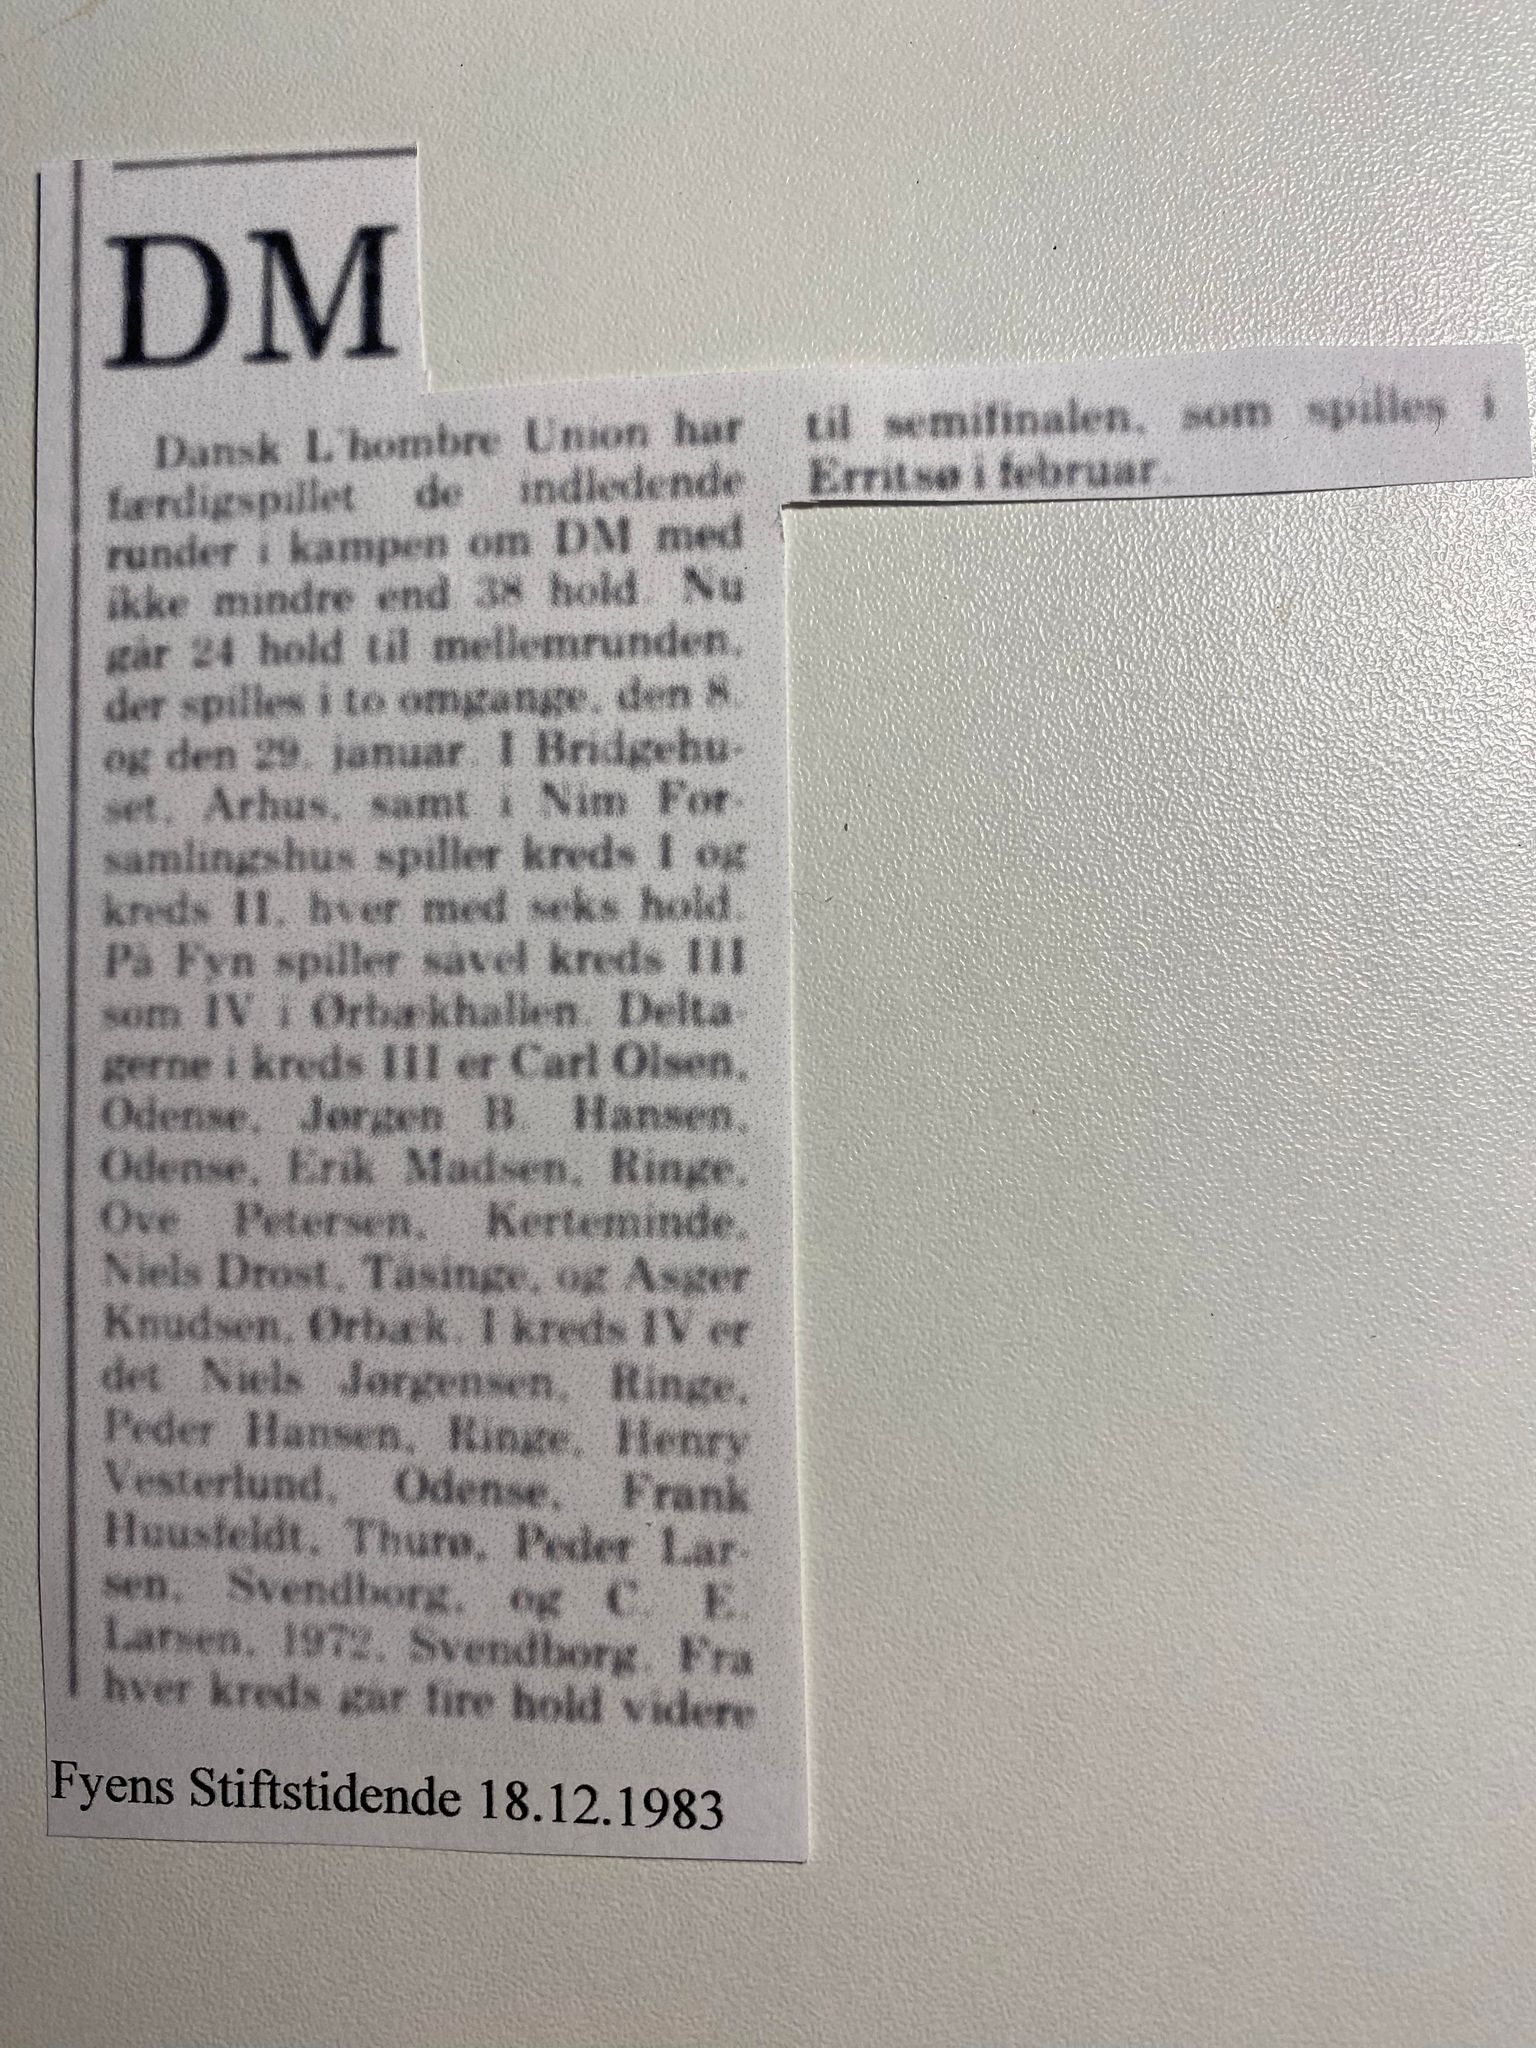 DM
Dansk L'hombre Union har
færdigspillet de indledende
runder i kampen om DM med
ikke mindre end 38 hold. Nu
går 24 hold til mellemrunden,
der spilles i to omgange, den 8.
og den 29. januar. I Bridgehu-
set, Arhus, samt i Nim For-
samlingshus spiller kreds I og
kreds II, hver med seks hold.
På Fyn spiller såvel kreds III
som IV i Ørbækhallen. Delta-
gerne i kreds III er Carl Olsen,
Odense, Jørgen B. Hansen,
Odense, Erik Madsen, Ringe,
Ove Petersen, Kerteminde,
Niels Drost, Tåsinge, og Asger
Knudsen, Ørbæk. I kreds IV er
det Niels Jørgensen, Ringe,
Peder Hansen, Ringe, Henry
Vesterlund, Odense, Frank
Huusfeldt, Thurø, Peder Lar-
sen, Svendborg, og C. E.
Larsen, 1972, Svendborg. Fra
hver kreds går fire hold videre
til semifinalen, som spilles i
Erritsø i februar.
Fyens Stiftstidende 18.12.1983